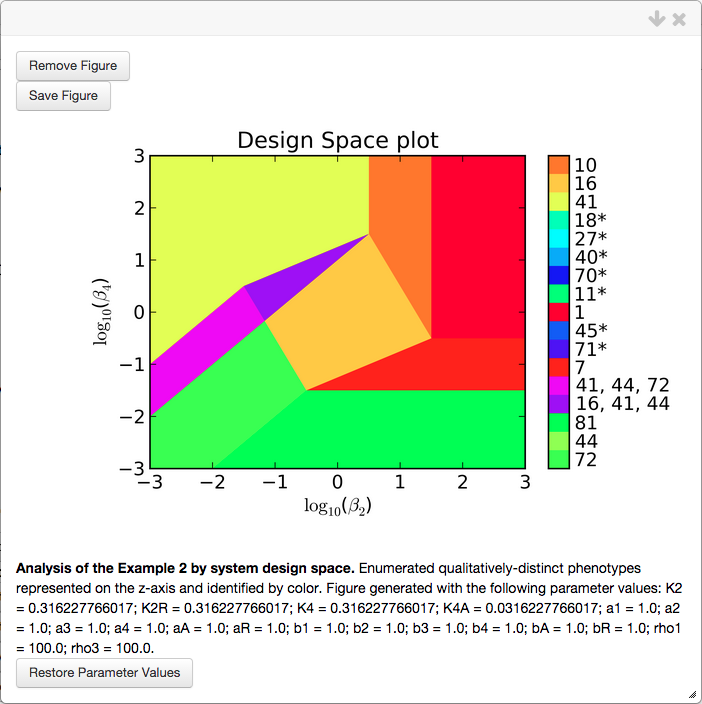 Remove Figure
Save Figure
Design Space plot
3
2
1
0
−1
−2
−3
log10(β4)
−3 −2 −1 0 1 2 3
log10(β2)
10
16
41
18*
27*
40*
70*
11*
1
45*
71*
7
41, 44, 72
16, 41, 44
81
44
72
Analysis of the Example 2 by system design space. Enumerated qualitatively-distinct phenotypes
represented on the z-axis and identified by color. Figure generated with the following parameter values: K2
= 0.316227766017; K2R = 0.316227766017; K4 = 0.316227766017; K4A = 0.0316227766017; a1 = 1.0; a2
= 1.0; a3 = 1.0; a4 = 1.0; aA = 1.0; aR = 1.0; b1 = 1.0; b2 = 1.0; b3 = 1.0; b4 = 1.0; bA = 1.0; bR = 1.0; rho1
= 100.0; rho3 = 100.0.
Restore Parameter Values